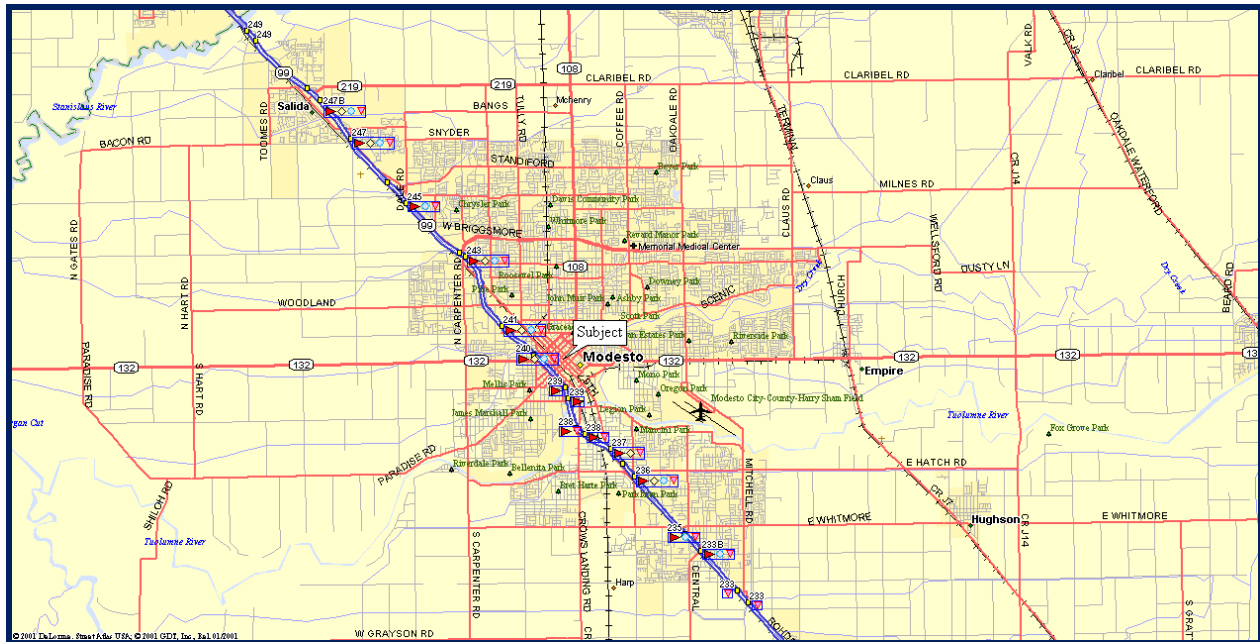 249
249
99
219
247B
Salida
Stanislaus River
247
BACON RD
TOOMES RD
SNYDER
BANGS
219
TULLY RD
108
Mchenry
CLARIBEL RD
COFFEE RD
OAKDALE RD
TERMINAL
CLARIBEL RD
VALK RD
CR J9
Claribel
CLARIBEL RD
OAKDALE WATERFORD
STANDIFORD
Beyer Park
Claus
MILNES RD
CR J14
245
99
Chrysler Park
Davis Community Park
Whitmore Park
W BRIGGSMORE
Revard Manor Park
Memorial Medical Center
CLAUS RD
WELLSFORD RD
DUSTY LN
Dry Creek
Dry Creek
BEARD RD
N GATES RD
N HART RD
WOODLAND
N CARPENTER RD
243
Roosevelt Park
108
John Muir Park
Ashby Park
Downey Park
SCENIC
Scott Park
CHURCH
241
Subject
Riverside Park
240
Modesto
132
132
132
132
132
132
Empire
PARADISE RD
S HART RD
Mellis Park
239
239
5TH
Mono Park
Oregon Park
Legion Park
Modesto City-County-Harry Sham Field
Tuolumne River
Fox Grove Park
James Marshall Park
238
238
Mancini Park
237
PARADISE RD
Riverdale Park
Bellenita Park
236
Bret Harte Park
E HATCH RD
MITCHELL RD
CR J7
Hughson
SHILOH RD
Tuolumne River
S CARPENTER RD
CROWS LANDING RD
235
233B
E WHITMORE
E WHITMORE
CR J14
Harp
CENTRAL
233
233
W GRAYSON RD
© 2001 DeLorme. Street Atlas USA; © 2001 GDT, Inc., Rel. 01/2001